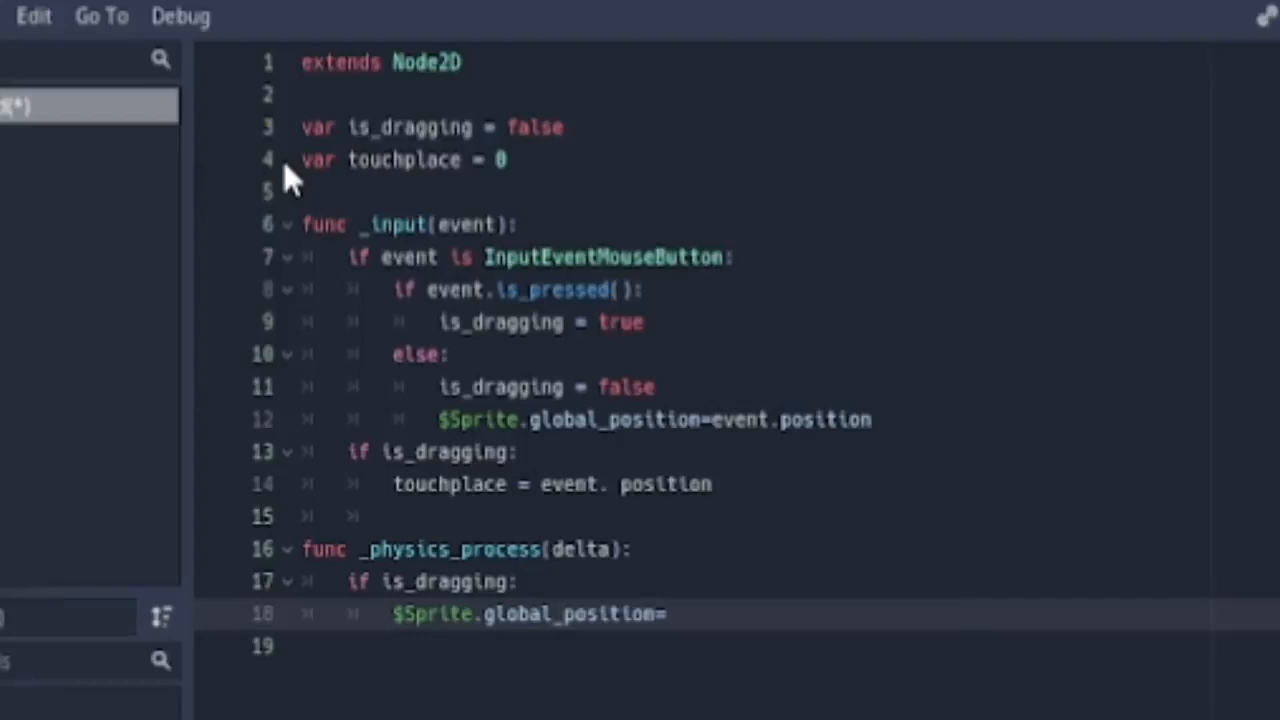 Edit Go To Debug
1 extends Node2D
2
3 var is_dragging = false
4 var touchplace = 0
5
6 func _input(event):
7 if event is InputEventMouseButton:
8 if event.is_pressed():
9 is_dragging = true
10 else:
11 is_dragging = false
12 $Sprite.global_position=event.position
13 if is_dragging:
14 touchplace = event. position
15
16 func _physics_process(delta):
17 if is_dragging:
18 $Sprite.global_position=
19